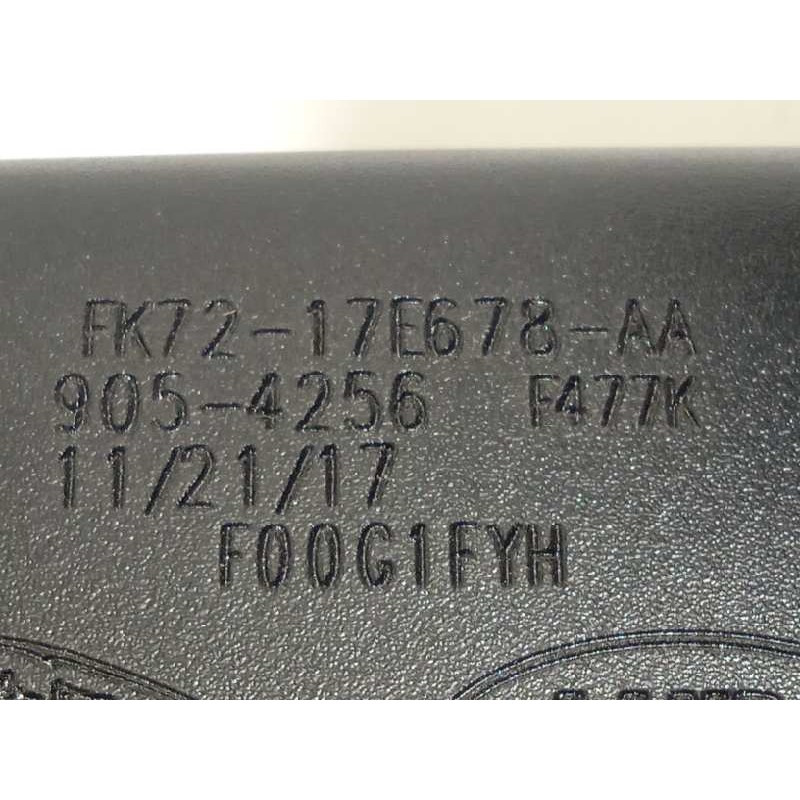 FK72-17E678-AA
905-4256 F477K
11/21/17
F00G1FYH